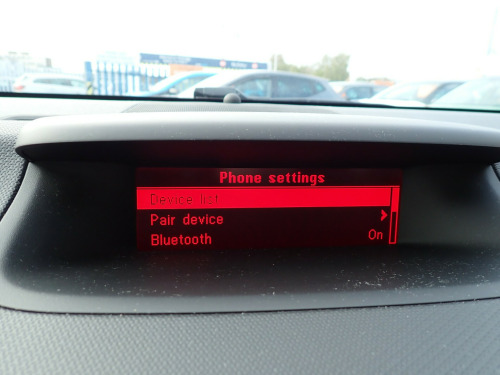 Phone settings
Device list
Pair device
Bluetooth On